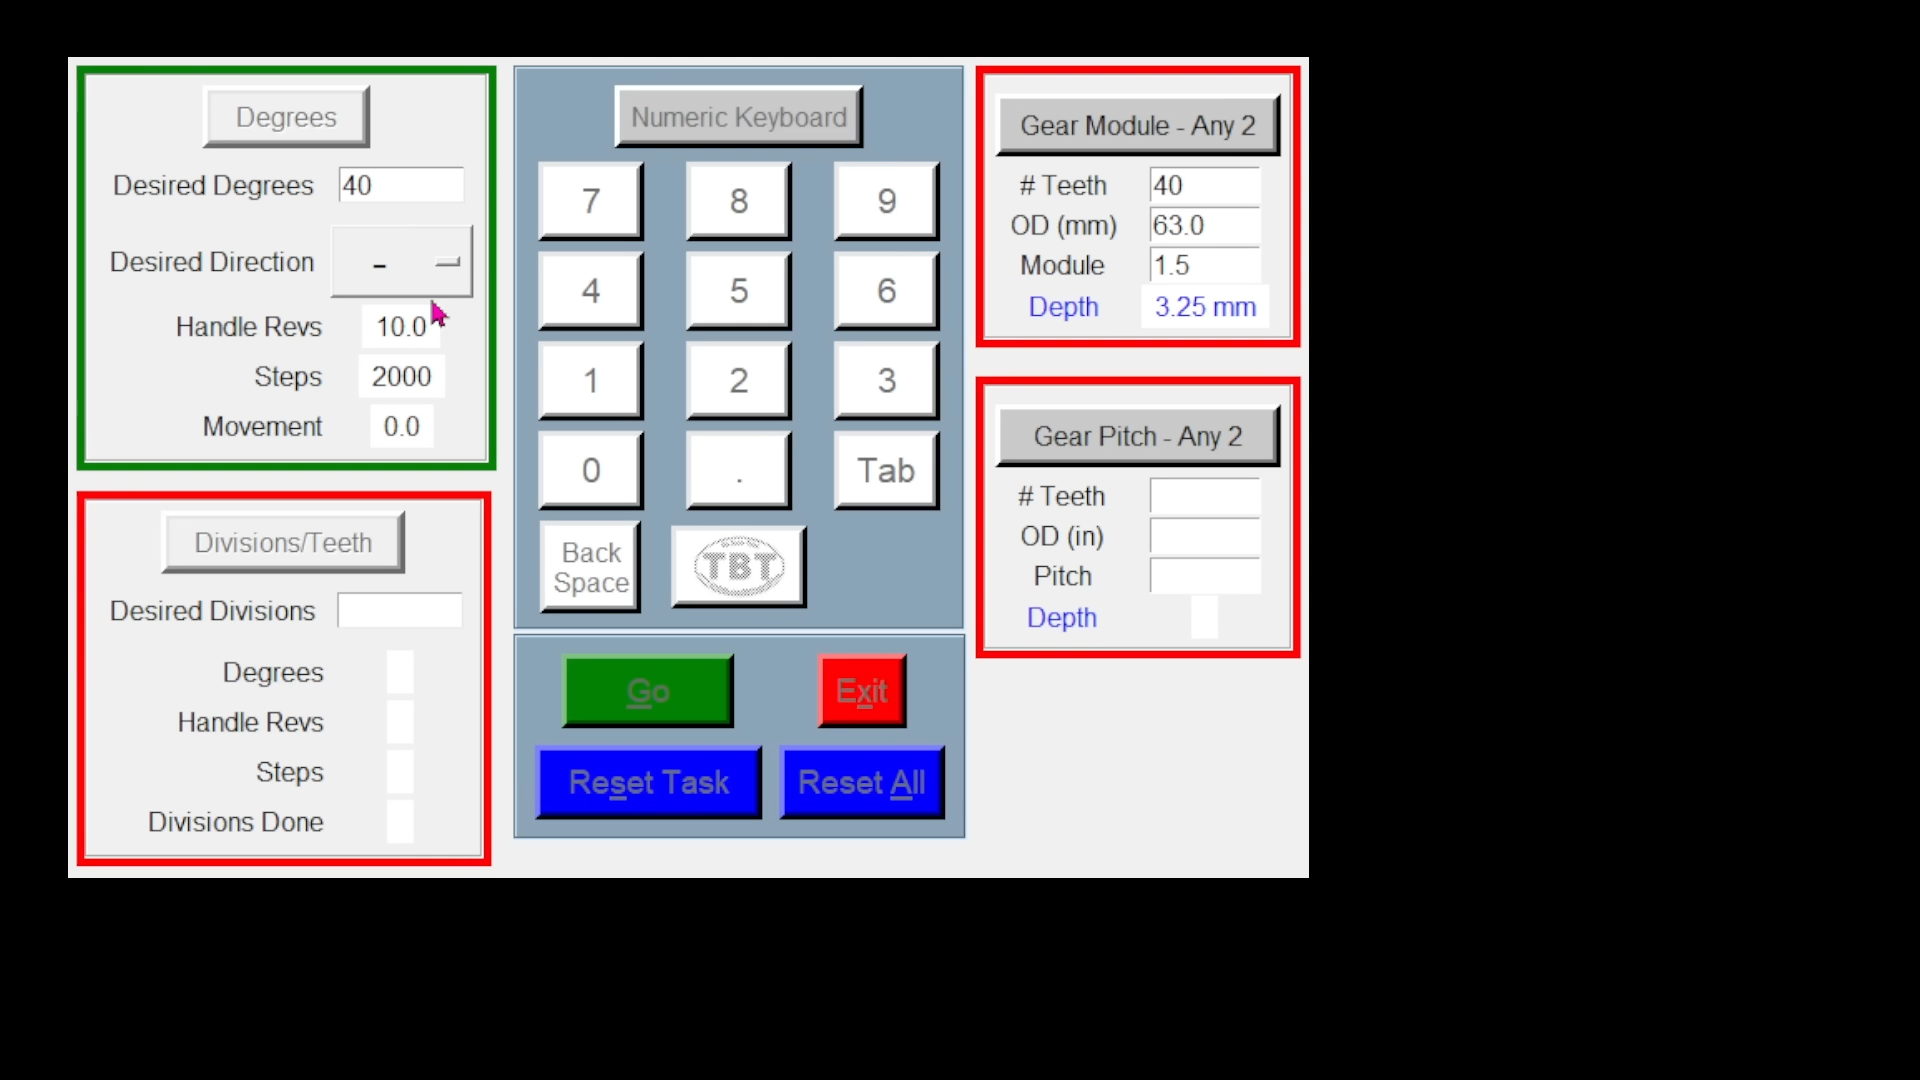 Degrees
Desired Degrees 40
Desired Direction -
Handle Revs 10.0
Steps 2000
Movement 0.0
Divisions/Teeth
Desired Divisions
Degrees
Handle Revs
Steps
Divisions Done
Numeric Keyboard
7 8 9
4 5 6
1 2 3
0 . Tab
Back
Space
TBT
Go Exit
Reset Task Reset All
Gear Module - Any 2
# Teeth 40
OD (mm) 63.0
Module 1.5
Depth 3.25 mm
Gear Pitch - Any 2
# Teeth
OD (in)
Pitch
Depth